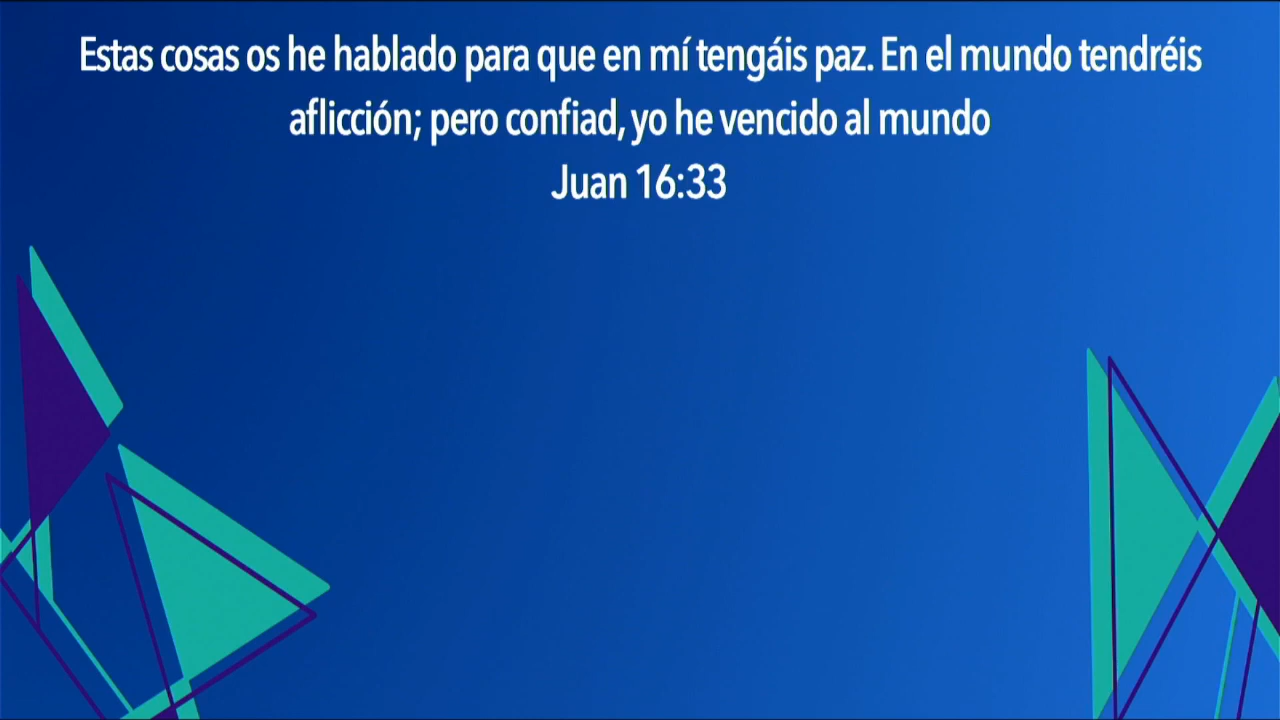 Estas cosas os he hablado para que en mí tengáis paz. En el mundo tendréis
aflicción; pero confiad, yo he vencido al mundo
Juan 16:33